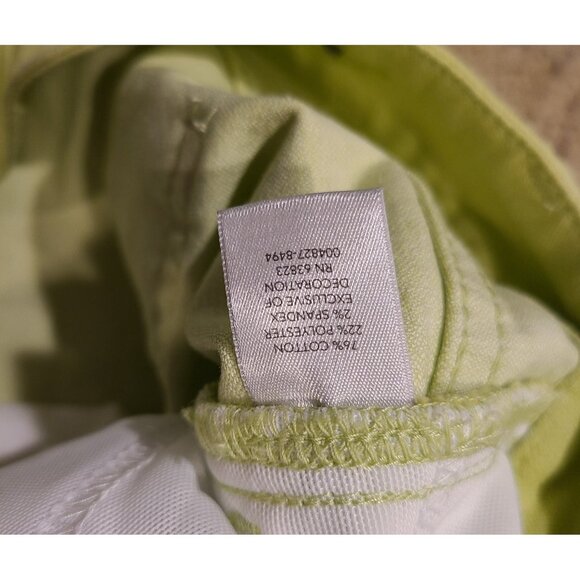 76% COTTON
22% POLYESTER
2% SPANDEX
EXCLUSIVE OF
DECORATION
RN 63823
004827-8494